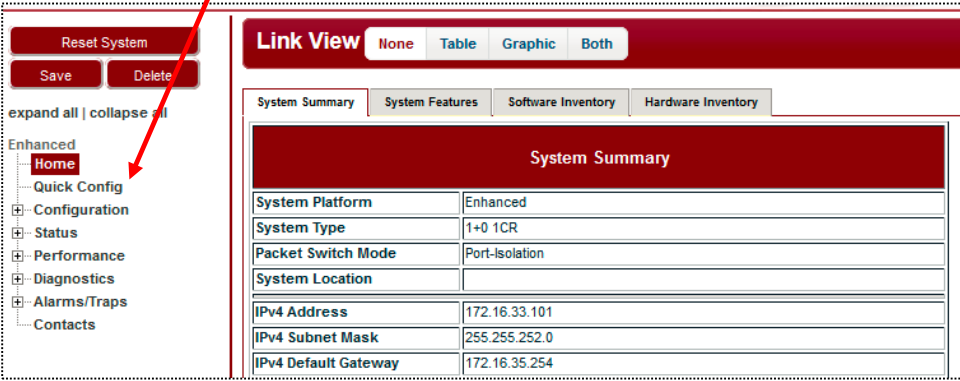 Reset System
Save Delete
expand all | collapse all
Enhanced
Home
Quick Config
Configuration
Status
Performance
Diagnostics
Alarms/Traps
Contacts
Link View None Table Graphic Both
System Summary System Features Software Inventory Hardware Inventory
System Summary
System Platform Enhanced
System Type 1+0 1CR
Packet Switch Mode Port-Isolation
System Location
IPv4 Address 172.16.33.101
IPv4 Subnet Mask 255.255.252.0
IPv4 Default Gateway 172.16.35.254